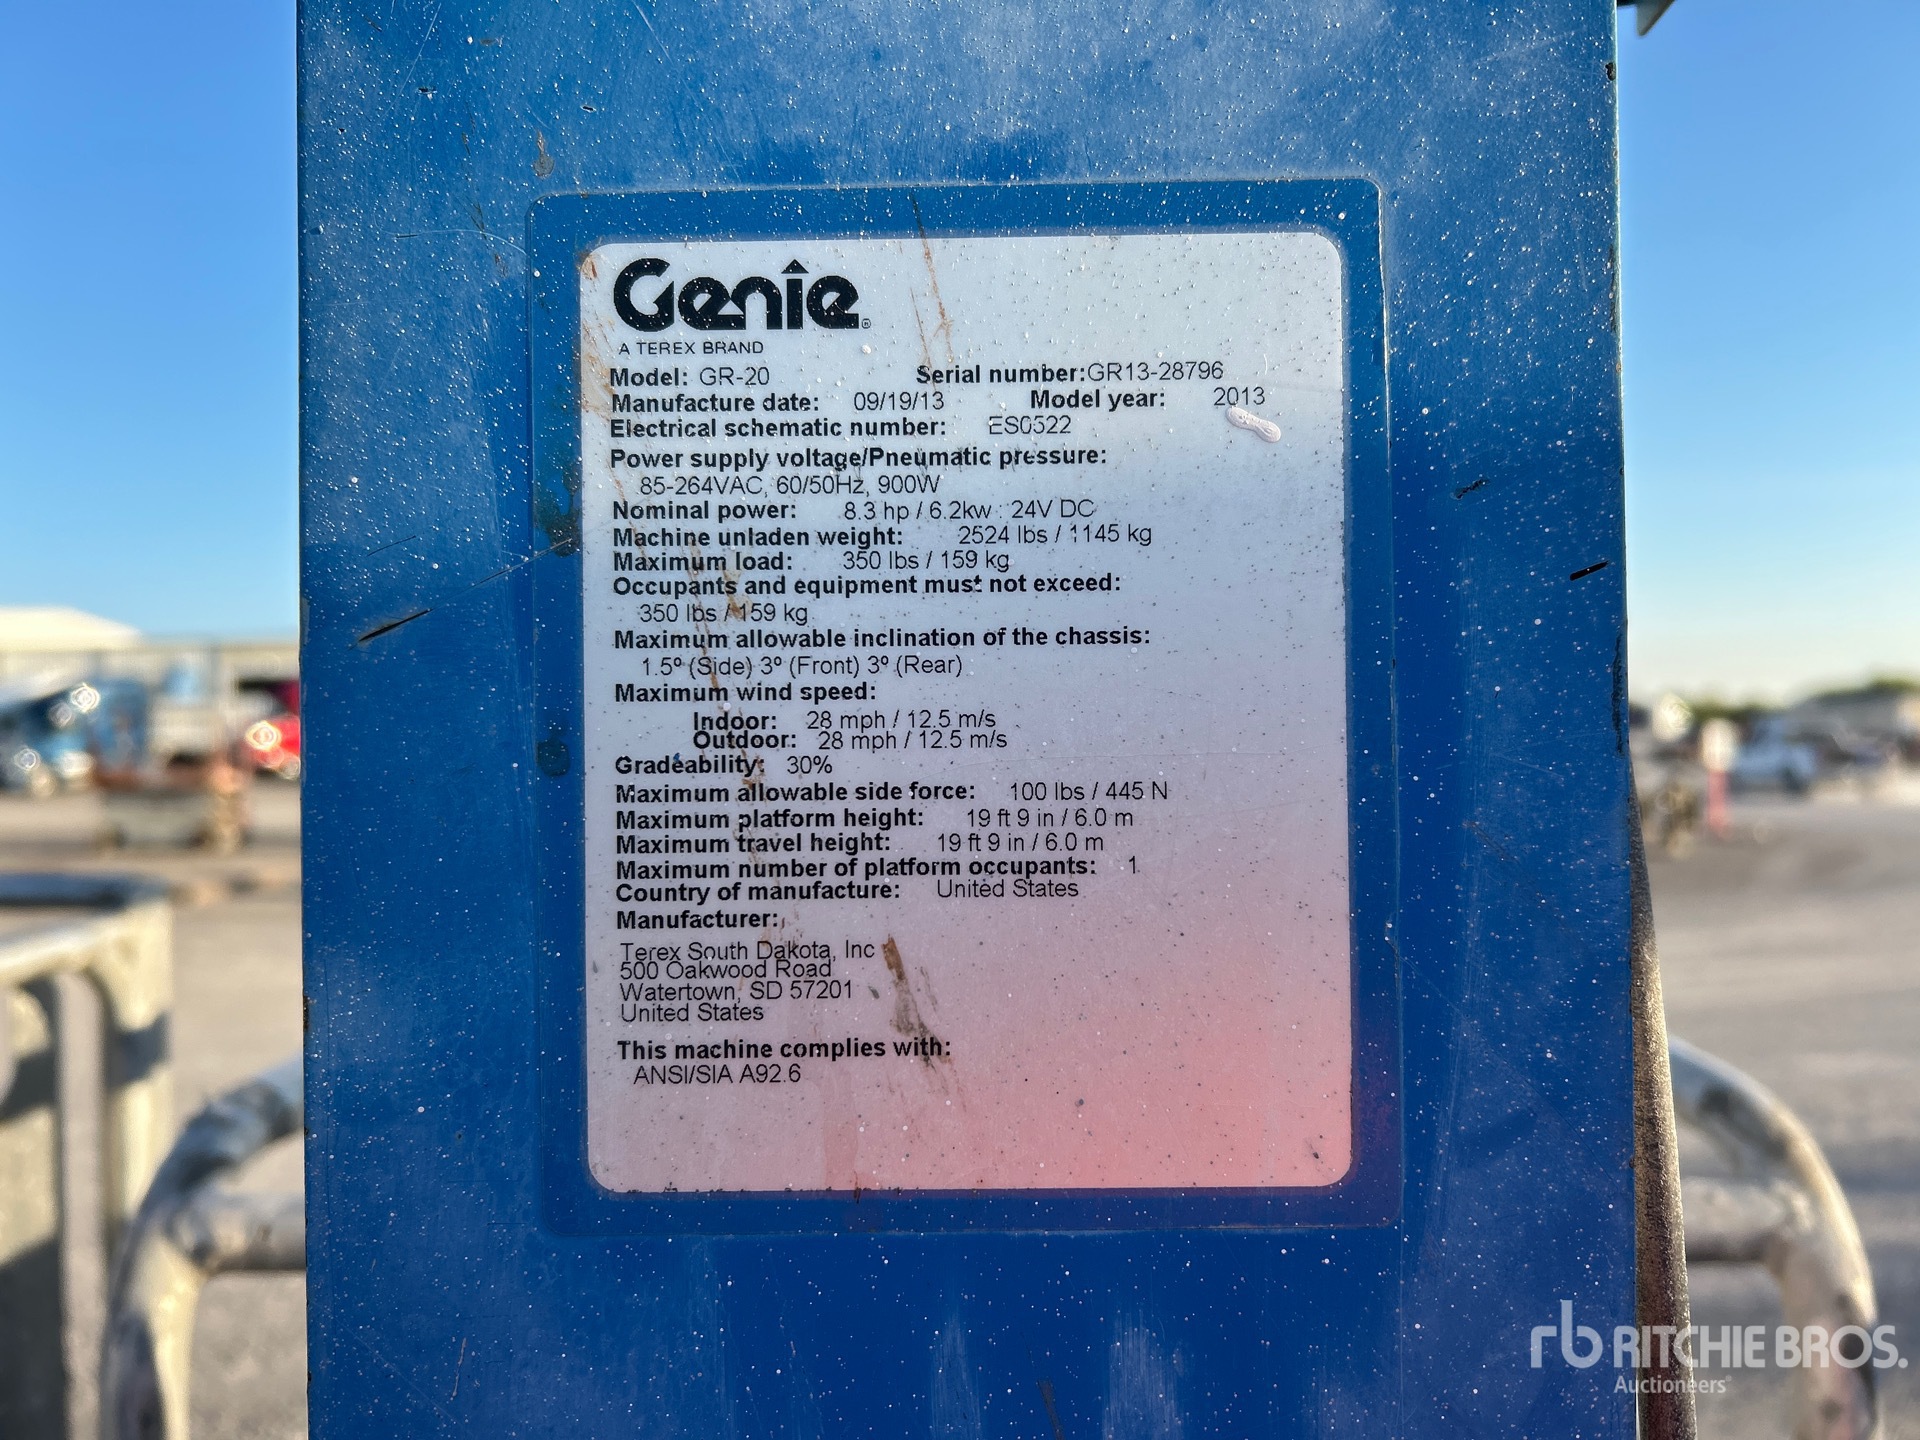 Genie®
A TEREX BRAND
Model: GR-20 Serial number:GR13-28796
Manufacture date: 09/19/13 Model year: 2013
Electrical schematic number: ES0522
Power supply voltage/Pneumatic pressure:
85-264VAC, 60/50Hz, 900W
Nominal power: 8.3 hp / 6.2kw : 24V DC
Machine unladen weight: 2524 lbs / 1145 kg
Maximum load: 350 lbs / 159 kg
Occupants and equipment must not exceed:
350 lbs / 159 kg
Maximum allowable inclination of the chassis:
1.5º (Side) 3º (Front) 3º (Rear)
Maximum wind speed:
Indoor: 28 mph / 12.5 m/s
Outdoor: 28 mph / 12.5 m/s
Gradeability: 30%
Maximum allowable side force: 100 lbs / 445 N
Maximum platform height: 19 ft 9 in / 6.0 m
Maximum travel height: 19 ft 9 in / 6.0 m
Maximum number of platform occupants: 1
Country of manufacture: United States
Manufacturer:
Terex South Dakota, Inc
500 Oakwood Road
Watertown, SD 57201
United States
This machine complies with:
ANSI/SIA A92.6
rb RITCHIE BROS.
Auctioneers